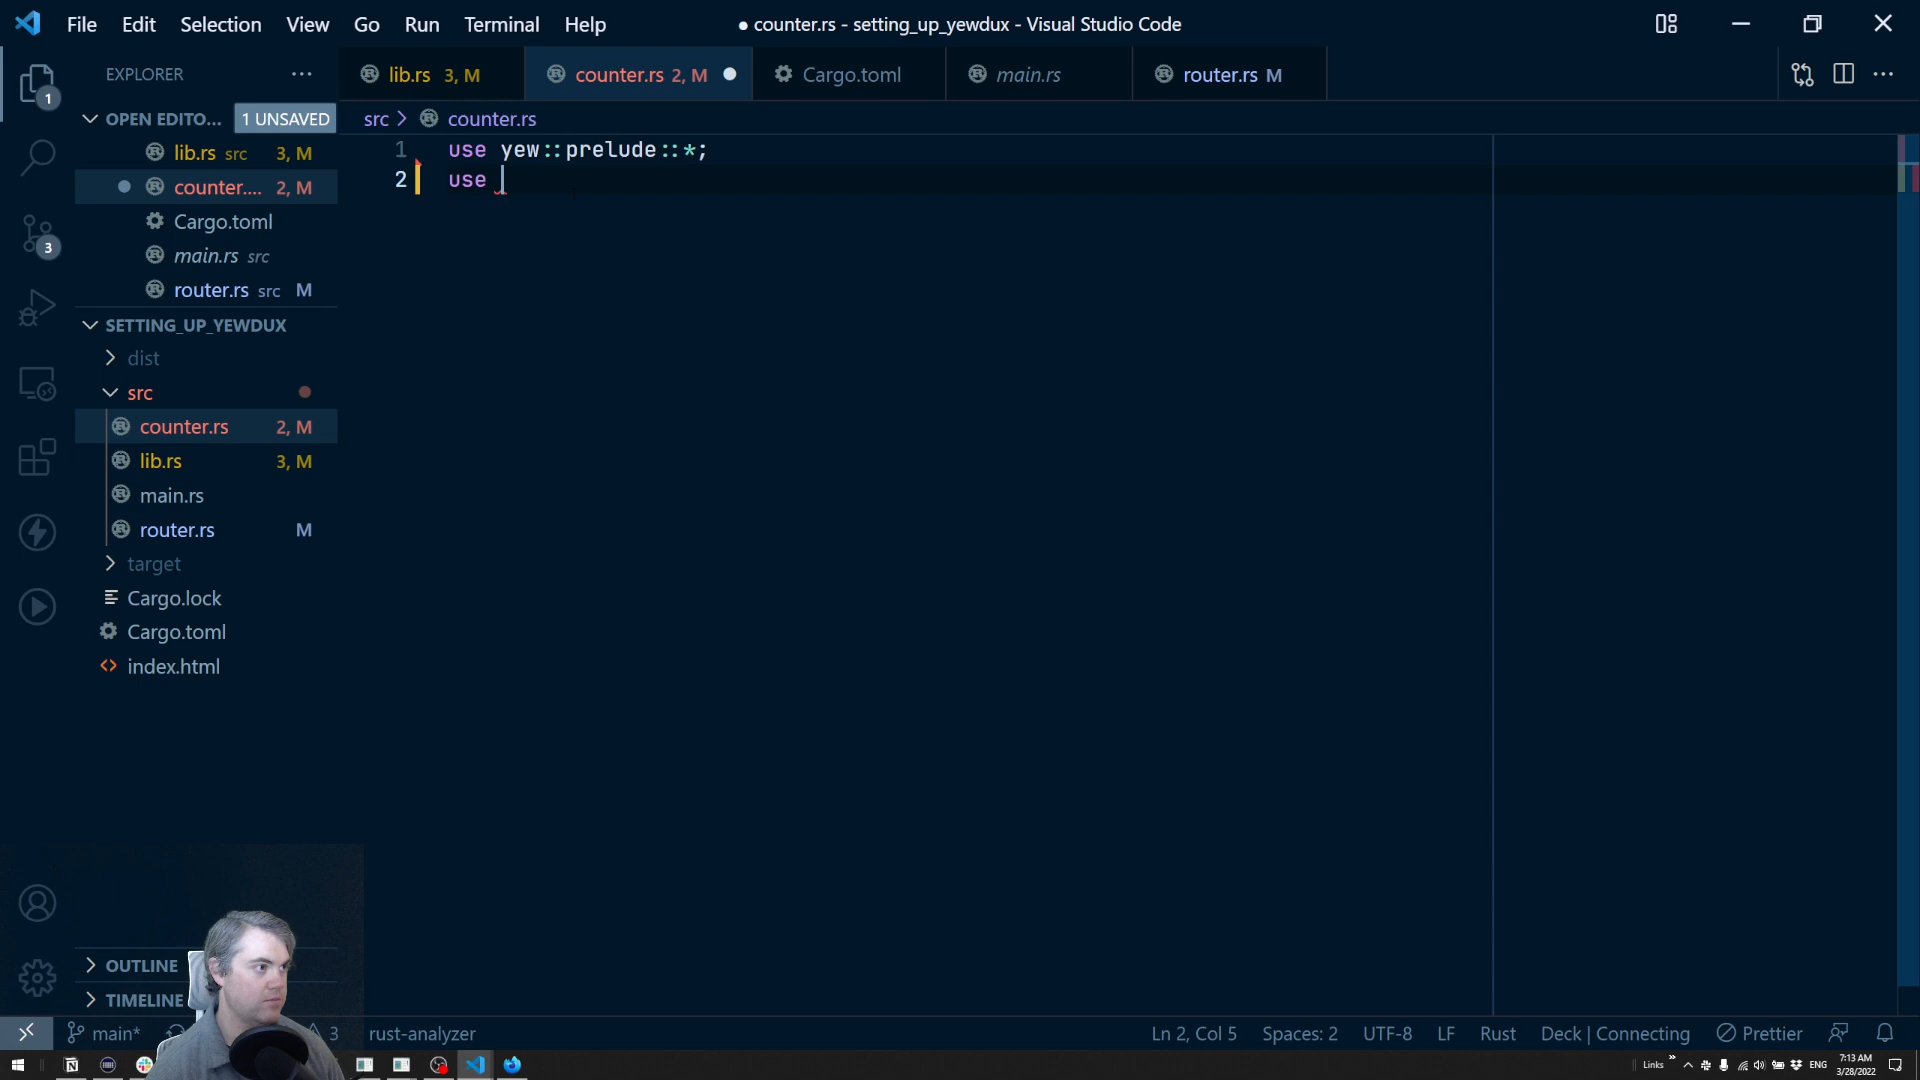 File Edit Selection View Go Run Terminal Help
● counter.rs - setting_up_yewdux - Visual Studio Code
EXPLORER
lib.rs 3, M
counter.rs 2, M
Cargo.toml
main.rs
router.rs M
1
OPEN EDITO...
1 UNSAVED
src > counter.rs
lib.rs src 3, M
counter.... 2, M
Cargo.toml
main.rs src
router.rs src M
1 use yew::prelude::*;
2 use
3
SETTING_UP_YEWDUX
dist
src
counter.rs 2, M
lib.rs 3, M
main.rs
router.rs M
target
Cargo.lock
Cargo.toml
index.html
OUTLINE
TIMELINE
main* 3 rust-analyzer
Ln 2, Col 5 Spaces: 2 UTF-8 LF Rust Deck | Connecting Prettier
Links ENG
7:13 AM
3/28/2022